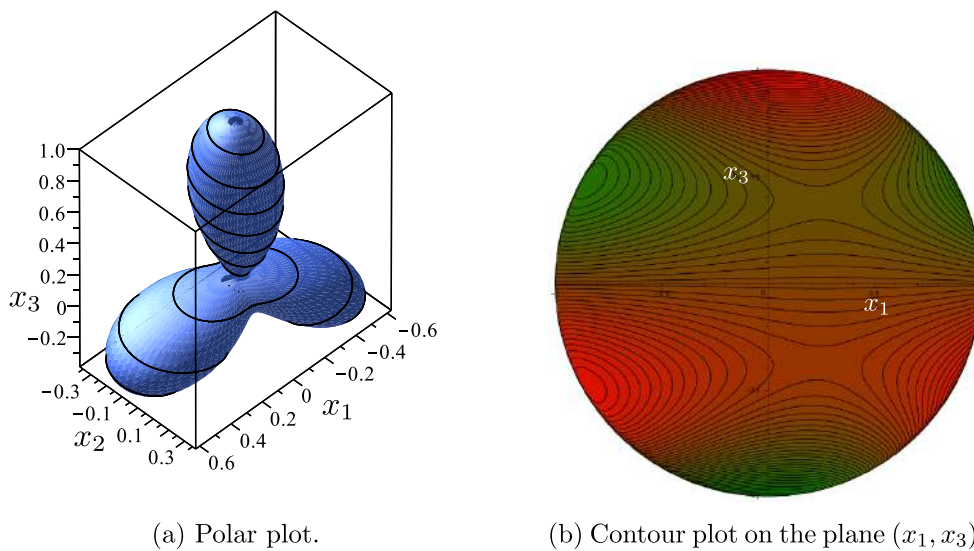 1.0
0.8
0.6
0.4
0.2
x₃ 0
−0.2
−0.3
−0.1
0.1
0.3
x₂
0.6
0.4
0.2
0
−0.2
−0.4
−0.6
x₁
x₃
x₁
(a) Polar plot.
(b) Contour plot on the plane (x₁, x₃)